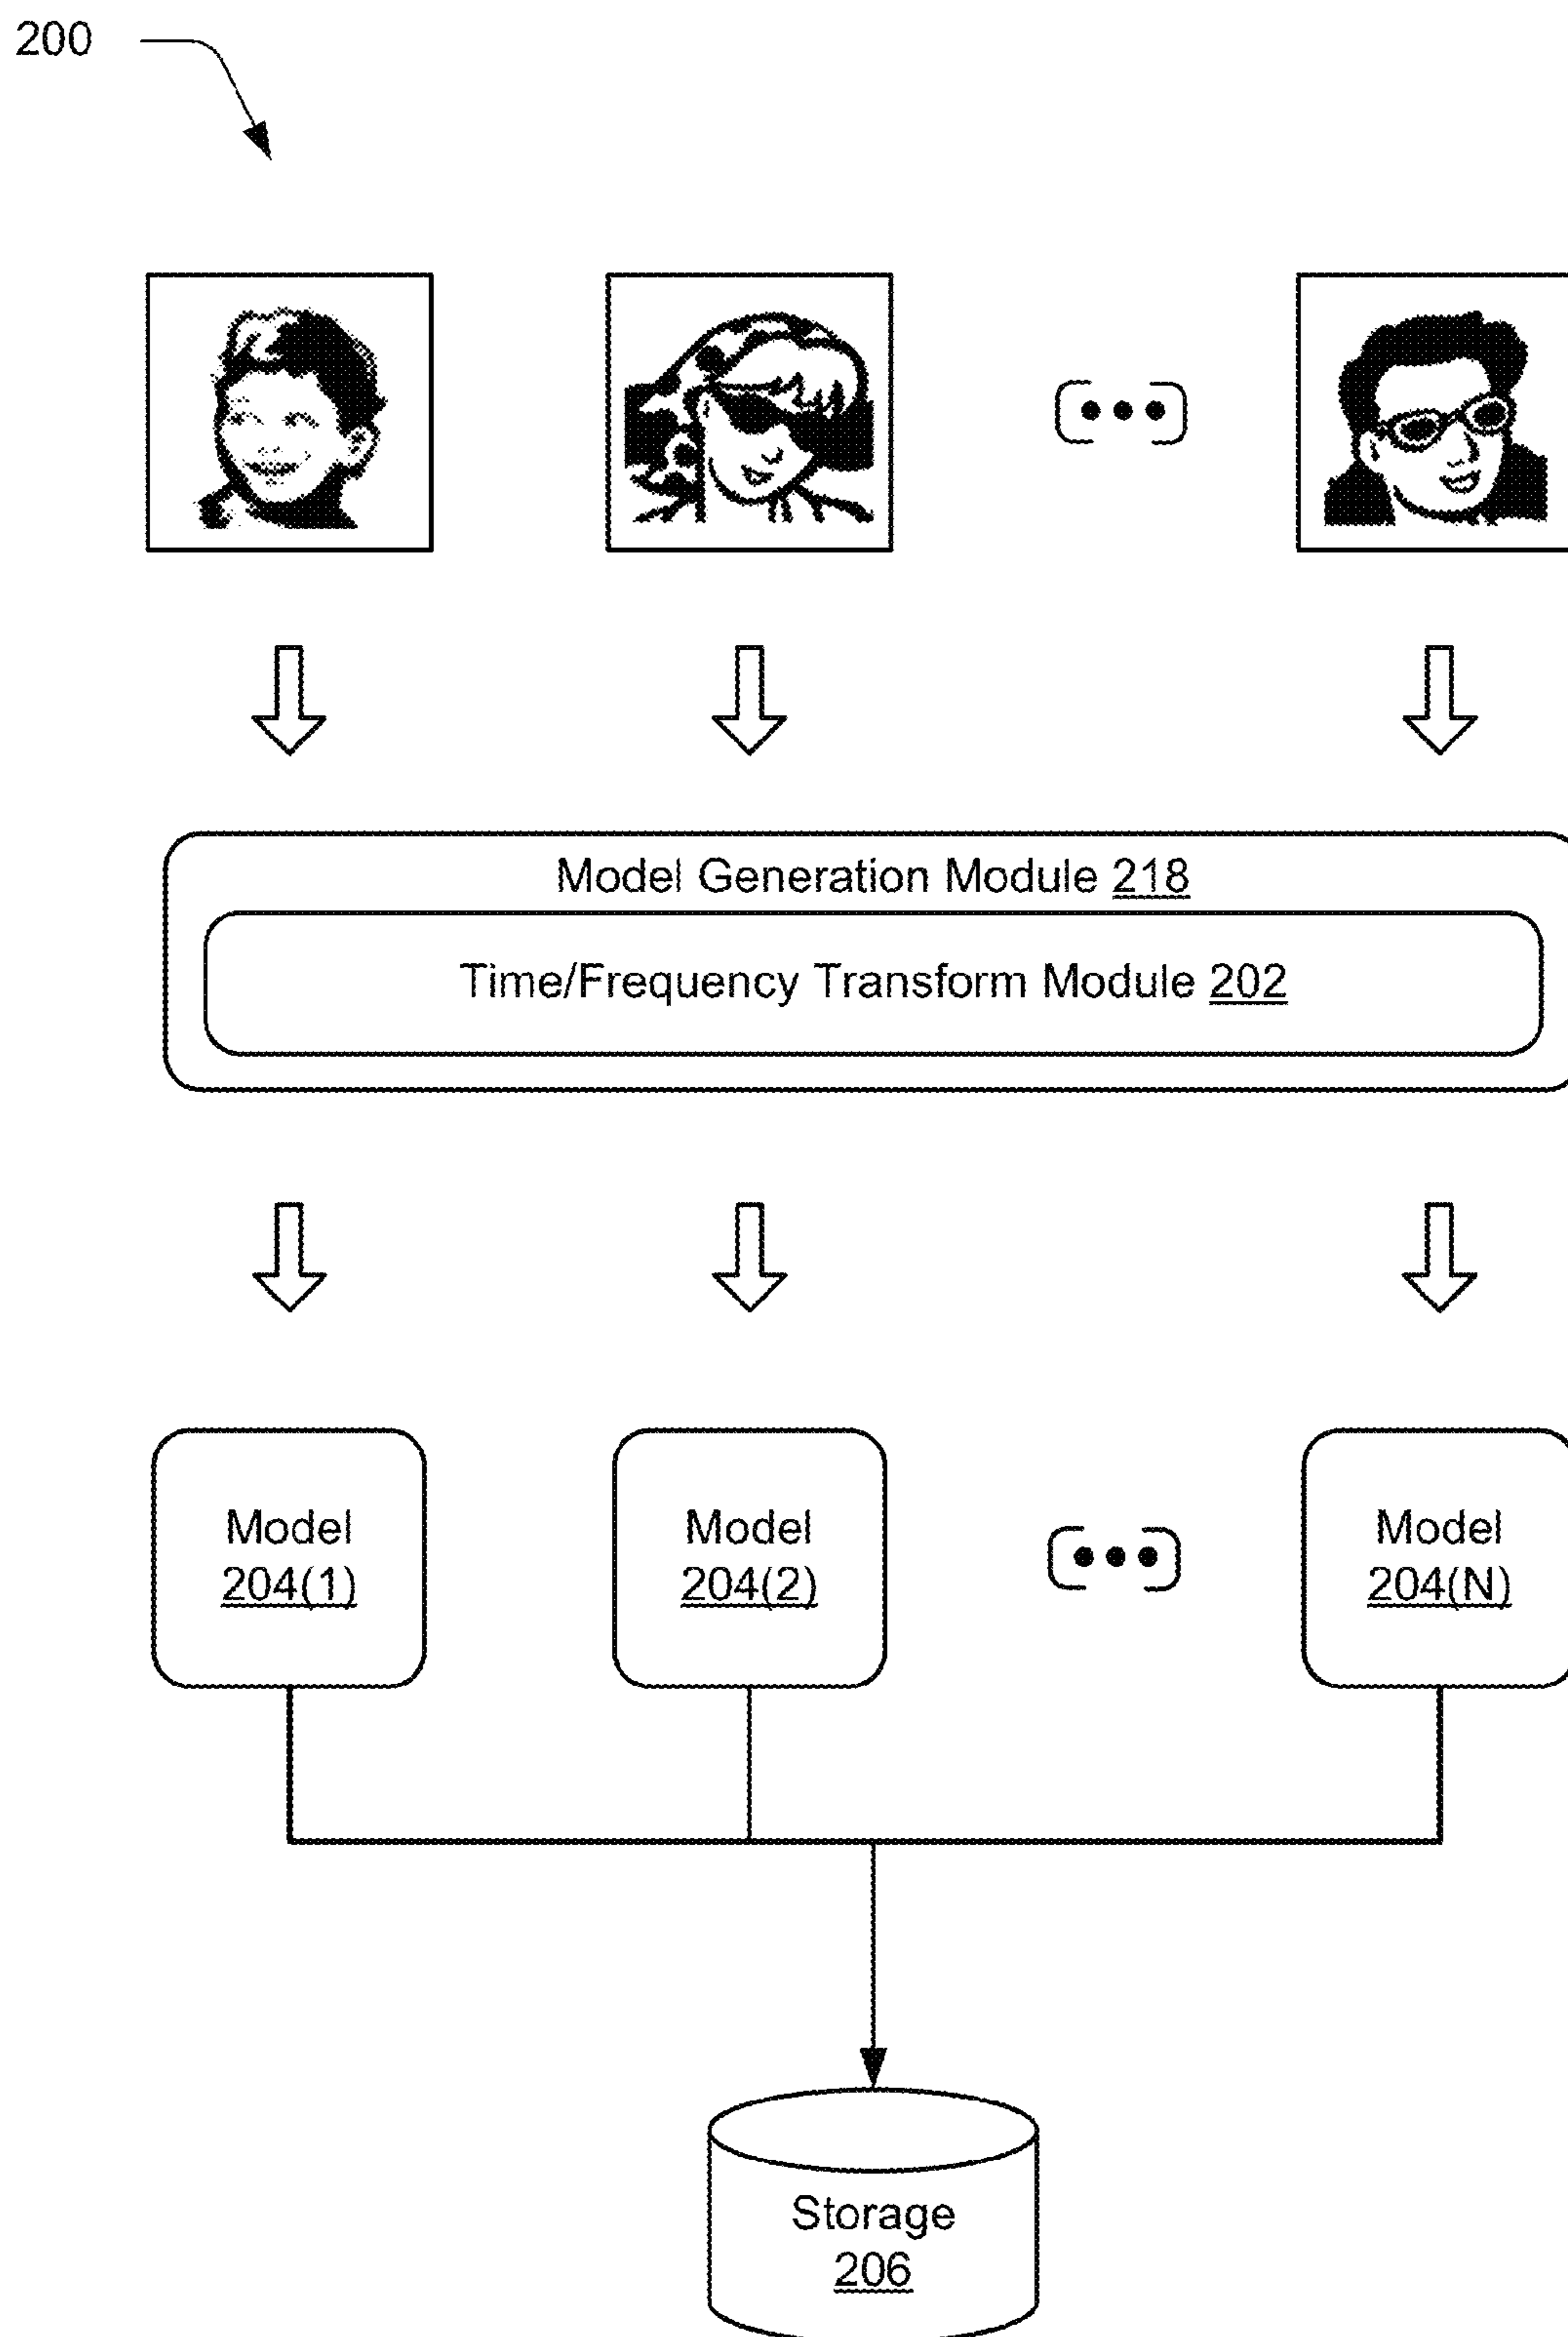 200
Model Generation Module 218
Time/Frequency Transform Module 202
Model Model Model
204(1) 204(2) 204(N)
Storage
206